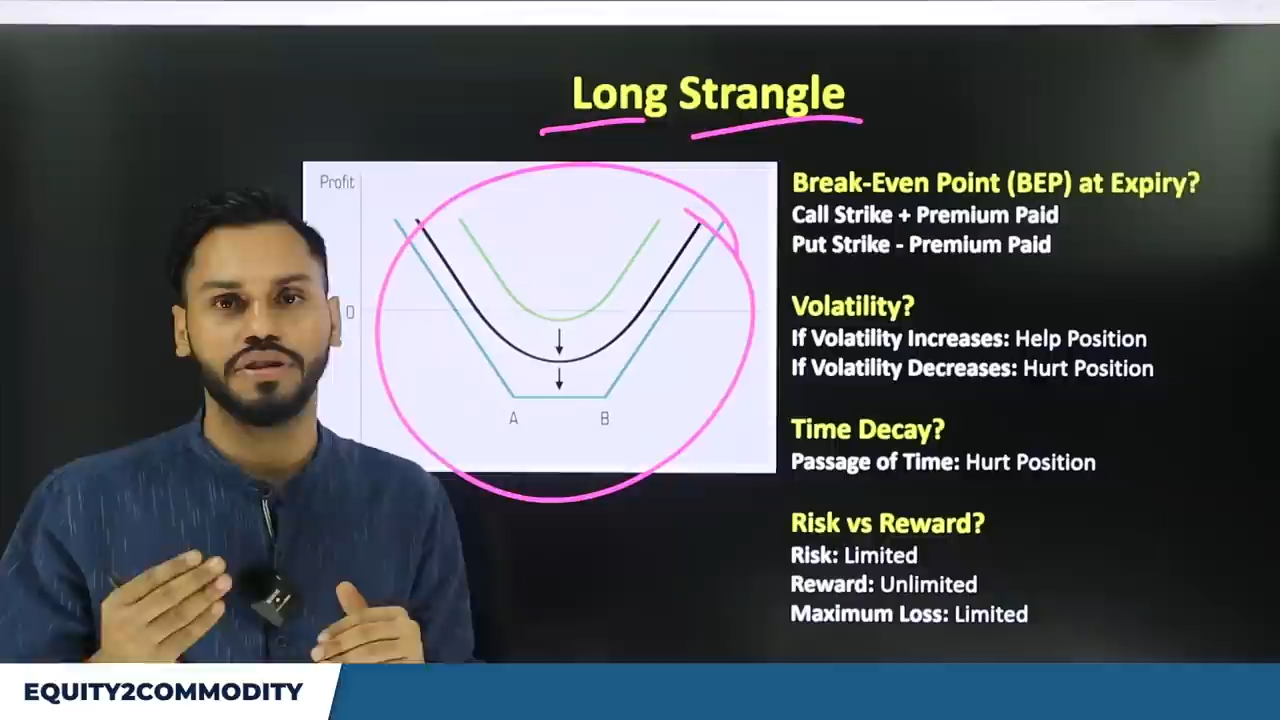 Long Strangle
Profit
0
A
B
Break-Even Point (BEP) at Expiry?
Call Strike + Premium Paid
Put Strike - Premium Paid
Volatility?
If Volatility Increases: Help Position
If Volatility Decreases: Hurt Position
Time Decay?
Passage of Time: Hurt Position
Risk vs Reward?
Risk: Limited
Reward: Unlimited
Maximum Loss: Limited
EQUITY2COMMODITY